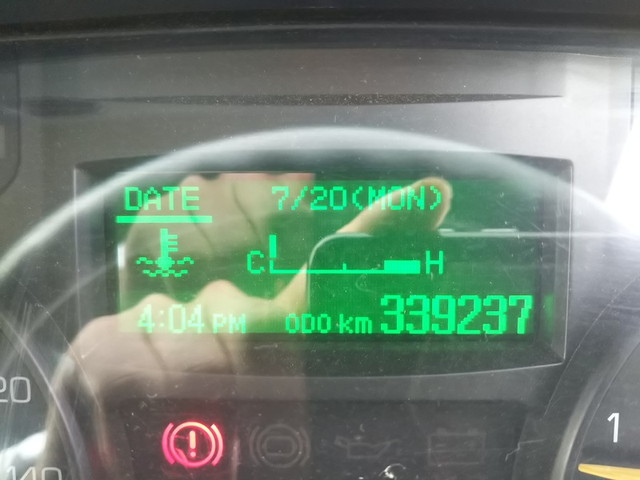 DATE 7/20(MON)
C H
4:04 PM ODO km 339237
20 1
140